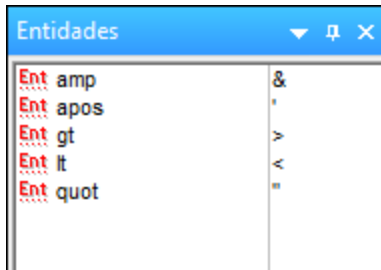 Entidades
Ent amp &
Ent apos '
Ent gt >
Ent lt <
Ent quot "